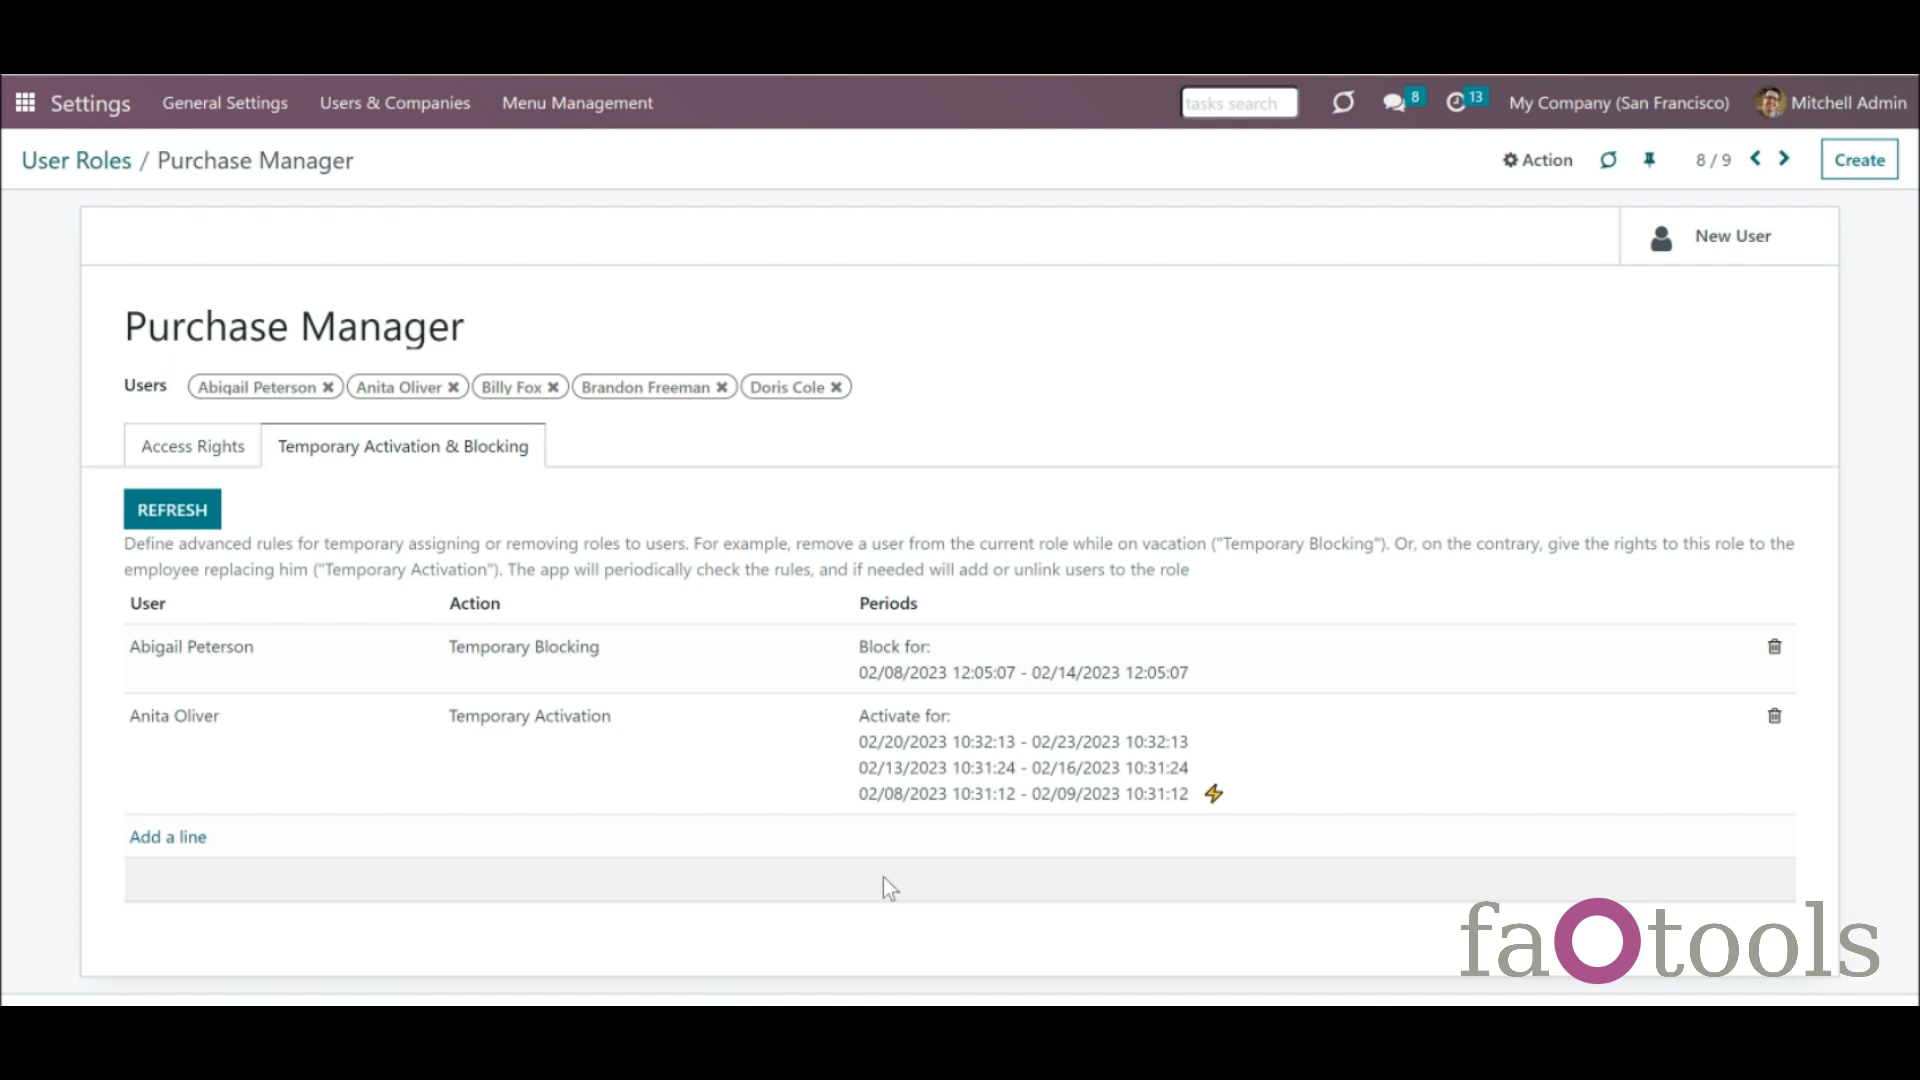 Settings General Settings Users & Companies Menu Management tasks search 8 13 My Company (San Francisco) Mitchell Admin
User Roles / Purchase Manager Action 8 / 9 Create
New User
Purchase Manager
Users Abigail Peterson Anita Oliver Billy Fox Brandon Freeman Doris Cole
Access Rights Temporary Activation & Blocking
REFRESH
Define advanced rules for temporary assigning or removing roles to users. For example, remove a user from the current role while on vacation ("Temporary Blocking"). Or, on the contrary, give the rights to this role to the
employee replacing him ("Temporary Activation"). The app will periodically check the rules, and if needed will add or unlink users to the role
User Action Periods
Abigail Peterson Temporary Blocking Block for:
02/08/2023 12:05:07 - 02/14/2023 12:05:07
Anita Oliver Temporary Activation Activate for:
02/20/2023 10:32:13 - 02/23/2023 10:32:13
02/13/2023 10:31:24 - 02/16/2023 10:31:24
02/08/2023 10:31:12 - 02/09/2023 10:31:12
Add a line
faOtools